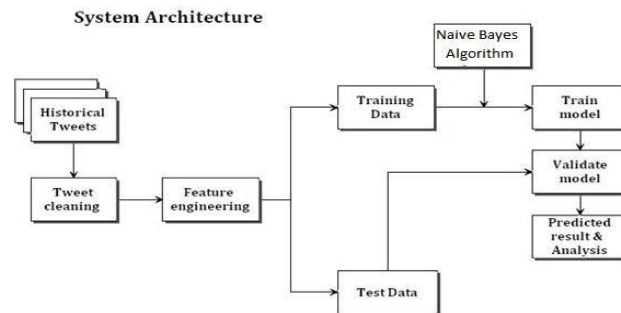 System Architecture
Naive Bayes
Algorithm
Historical
Tweets
Training
Data
Train
model
Tweet
cleaning
Feature
engineering
Validate
model
Predicted
result &
Analysis
Test Data